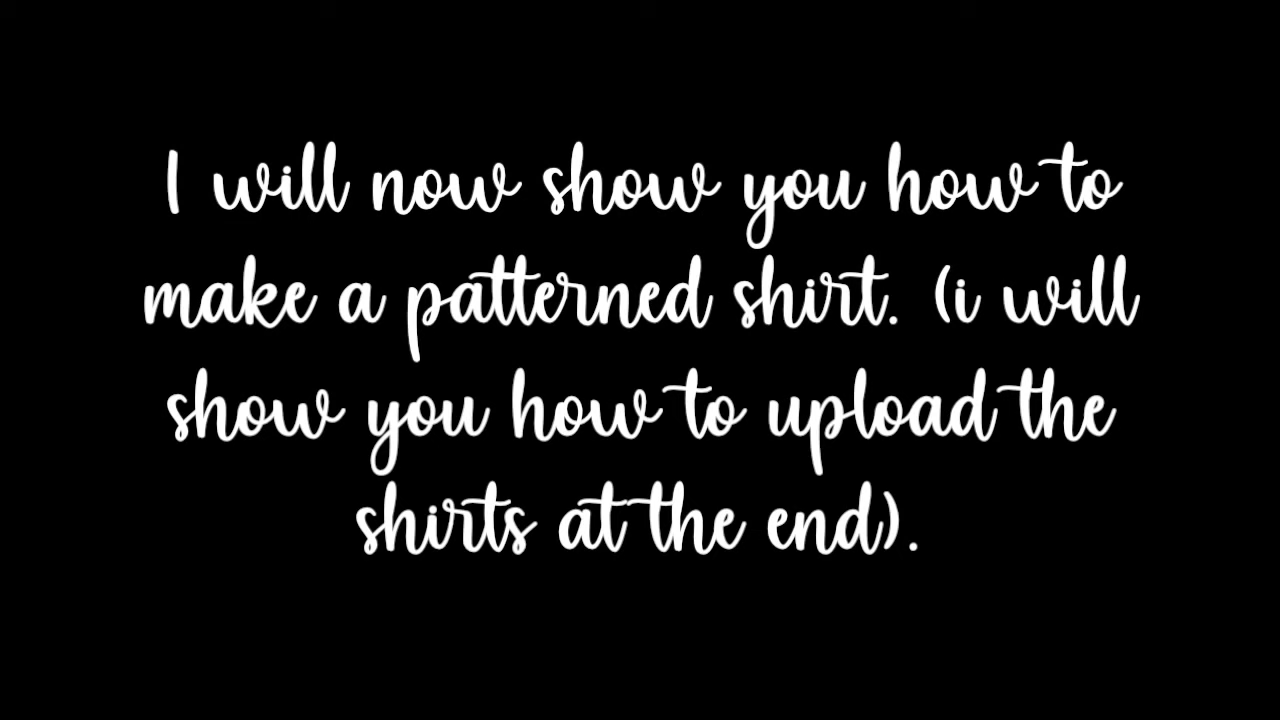 I will now show you how to
make a patterned shirt. (i will
show you how to upload the
shirts at the end).